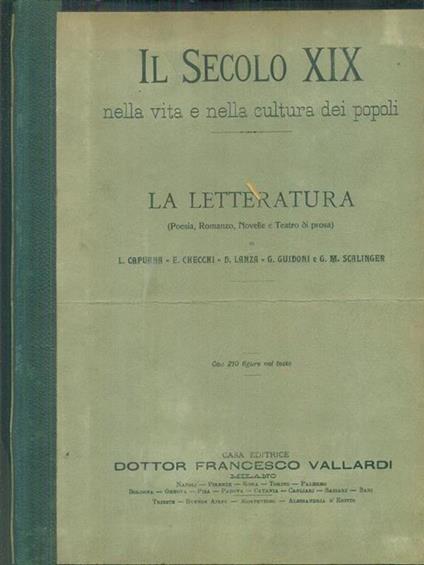 IL SECOLO XIX
nella vita e nella cultura dei popoli
LA LETTERATURA
(Poesia, Romanzo, Novelle e Teatro di prosa)
DI
L. CAPUANA - E. CHECCHI - D. LANZA - G. GUIDONI e G. M. SCALINGER
Con 210 figure nel testo
CASA EDITRICE
DOTTOR FRANCESCO VALLARDI
MILANO
NAPOLI — FIRENZE — ROMA — TORINO — PALERMO
BOLOGNA — GENOVA — PISA — PADOVA — CATANIA — CAGLIARI — SASSARI — BARI
TRIESTE — BUENOS AIRES — MONTEVIDEO — ALESSANDRIA D'EGITTO